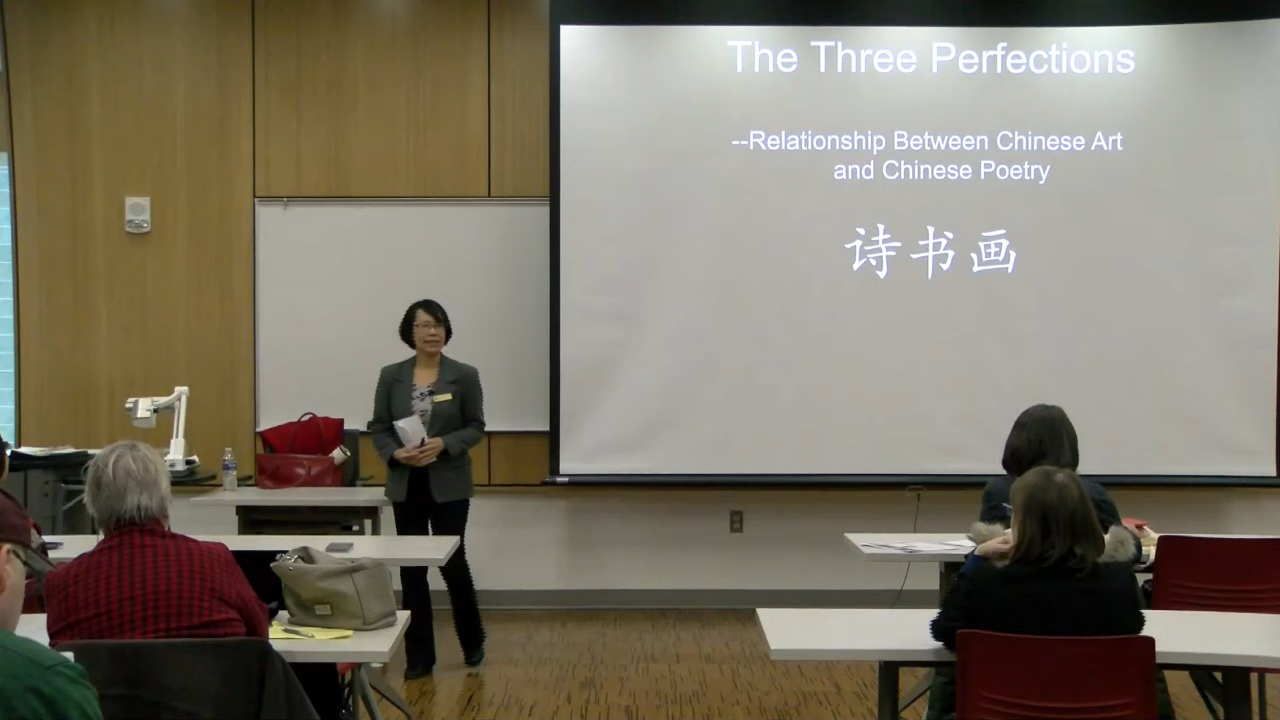 The Three Perfections
--Relationship Between Chinese Art
and Chinese Poetry
诗书画